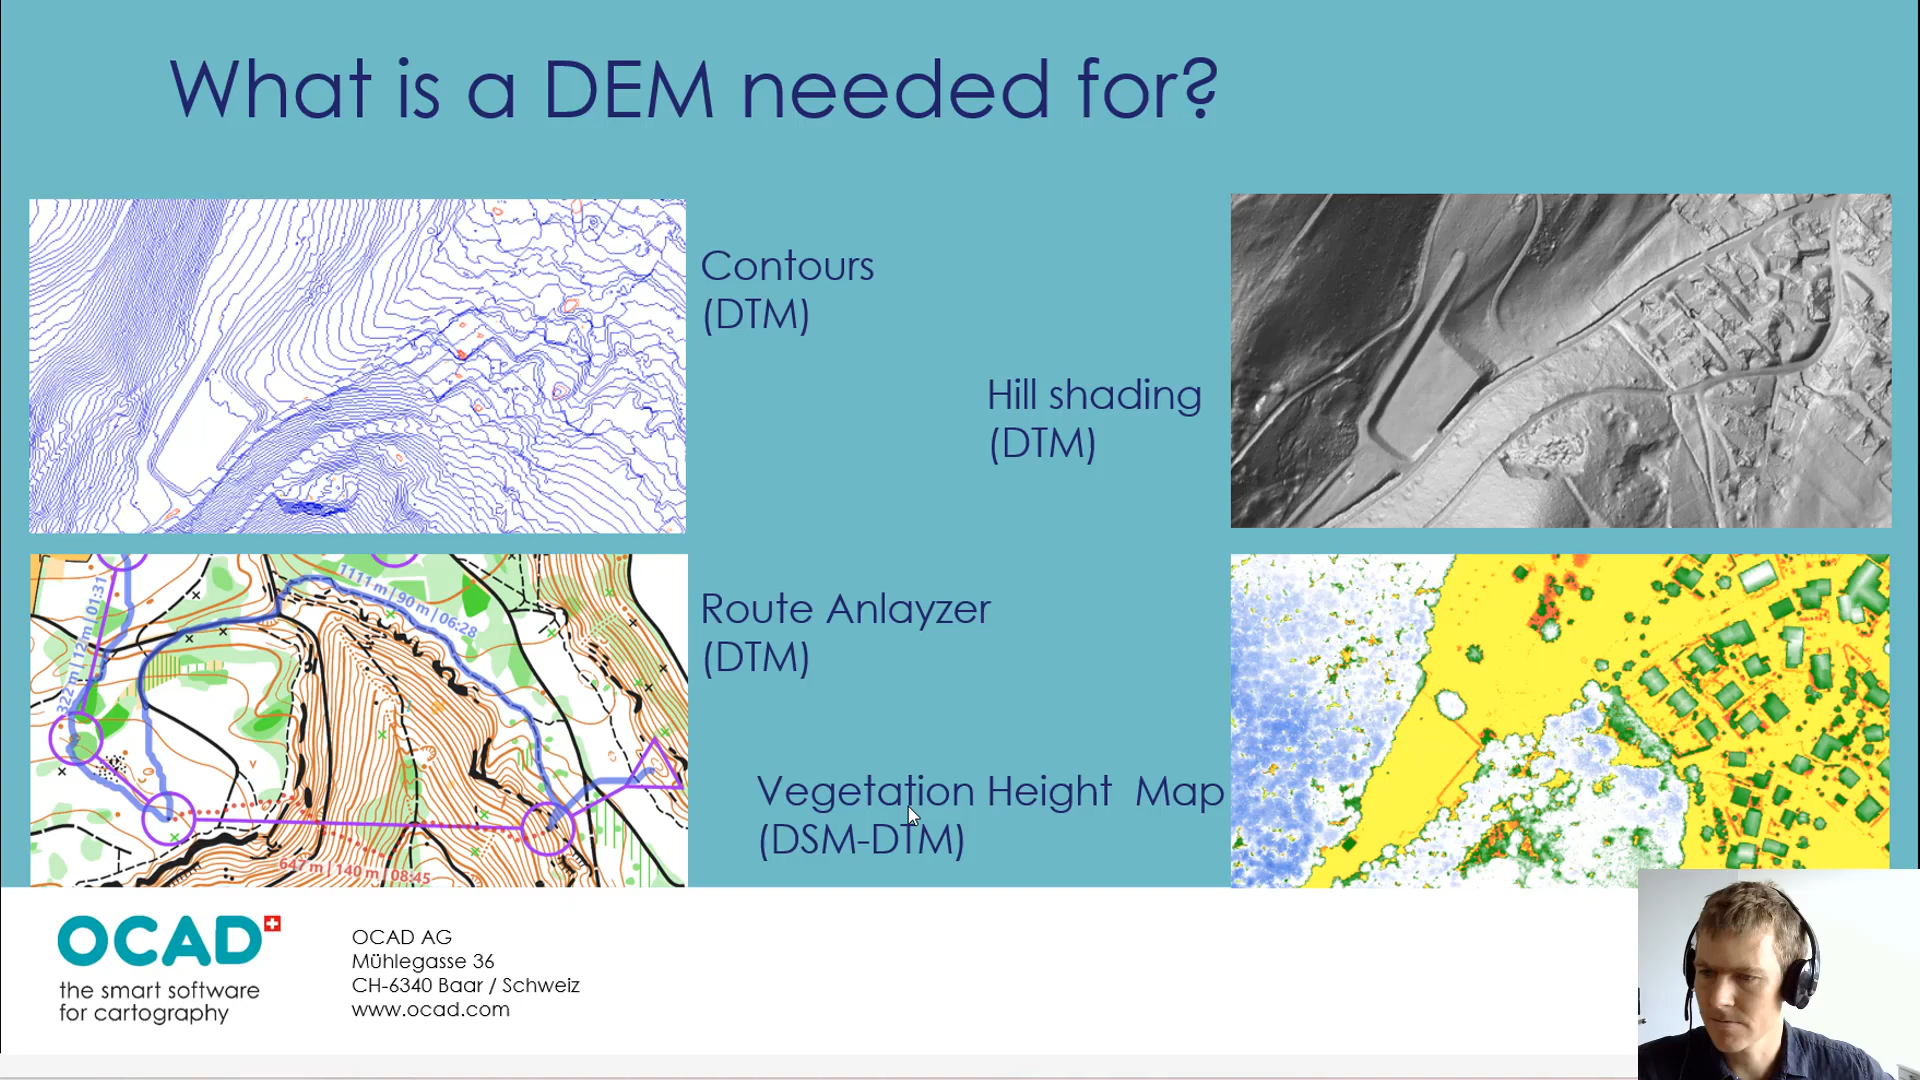 What is a DEM needed for?
Contours
(DTM)
Hill shading
(DTM)
Route Anlayzer
(DTM)
Vegetation Height  Map
(DSM-DTM)
322 m | 12 m | 01:31
1111 m | 90 m | 06:28
647 m | 140 m | 08:45
OCAD
the smart software
for cartography
OCAD AG
Mühlegasse 36
CH-6340 Baar / Schweiz
www.ocad.com